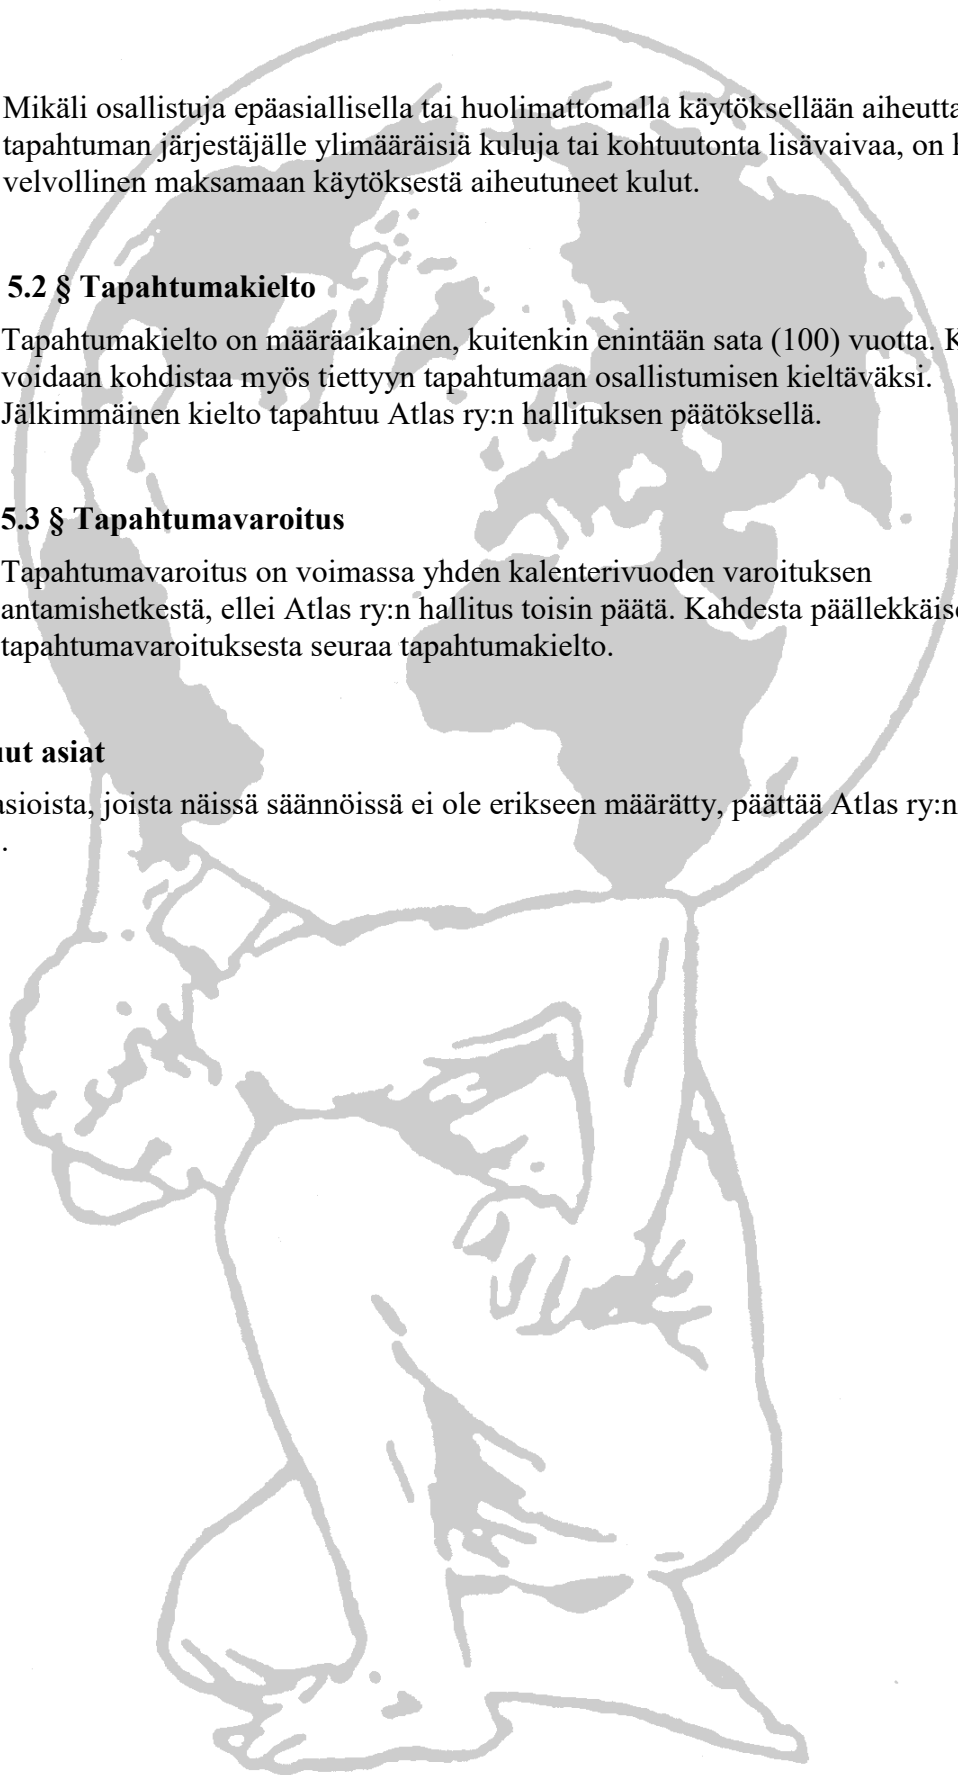 Mikäli osallistuja epäasiallisella tai huolimattomalla käytöksellään aiheutta
tapahtuman järjestäjälle ylimääräisiä kuluja tai kohtuutonta lisävaivaa, on
velvollinen maksamaan käytöksestä aiheutuneet kulut.
5.2 § Tapahtumakielto
Tapahtumakielto on määräaikainen, kuitenkin enintään sata (100) vuotta. K
voidaan kohdistaa myös tiettyyn tapahtumaan osallistumisen kieltäväksi.
Jälkimmäinen kielto tapahtuu Atlas ry:n hallituksen päätöksellä.
5.3 § Tapahtumavaroitus
Tapahtumavaroitus on voimassa yhden kalenterivuoden varoituksen
antamishetkestä, ellei Atlas ry:n hallitus toisin päätä. Kahdesta päällekkäise
tapahtumavaroituksesta seuraa tapahtumakielto.
ut asiat
asioista, joista näissä säännöissä ei ole erikseen määrätty, päättää Atlas ry:n
.